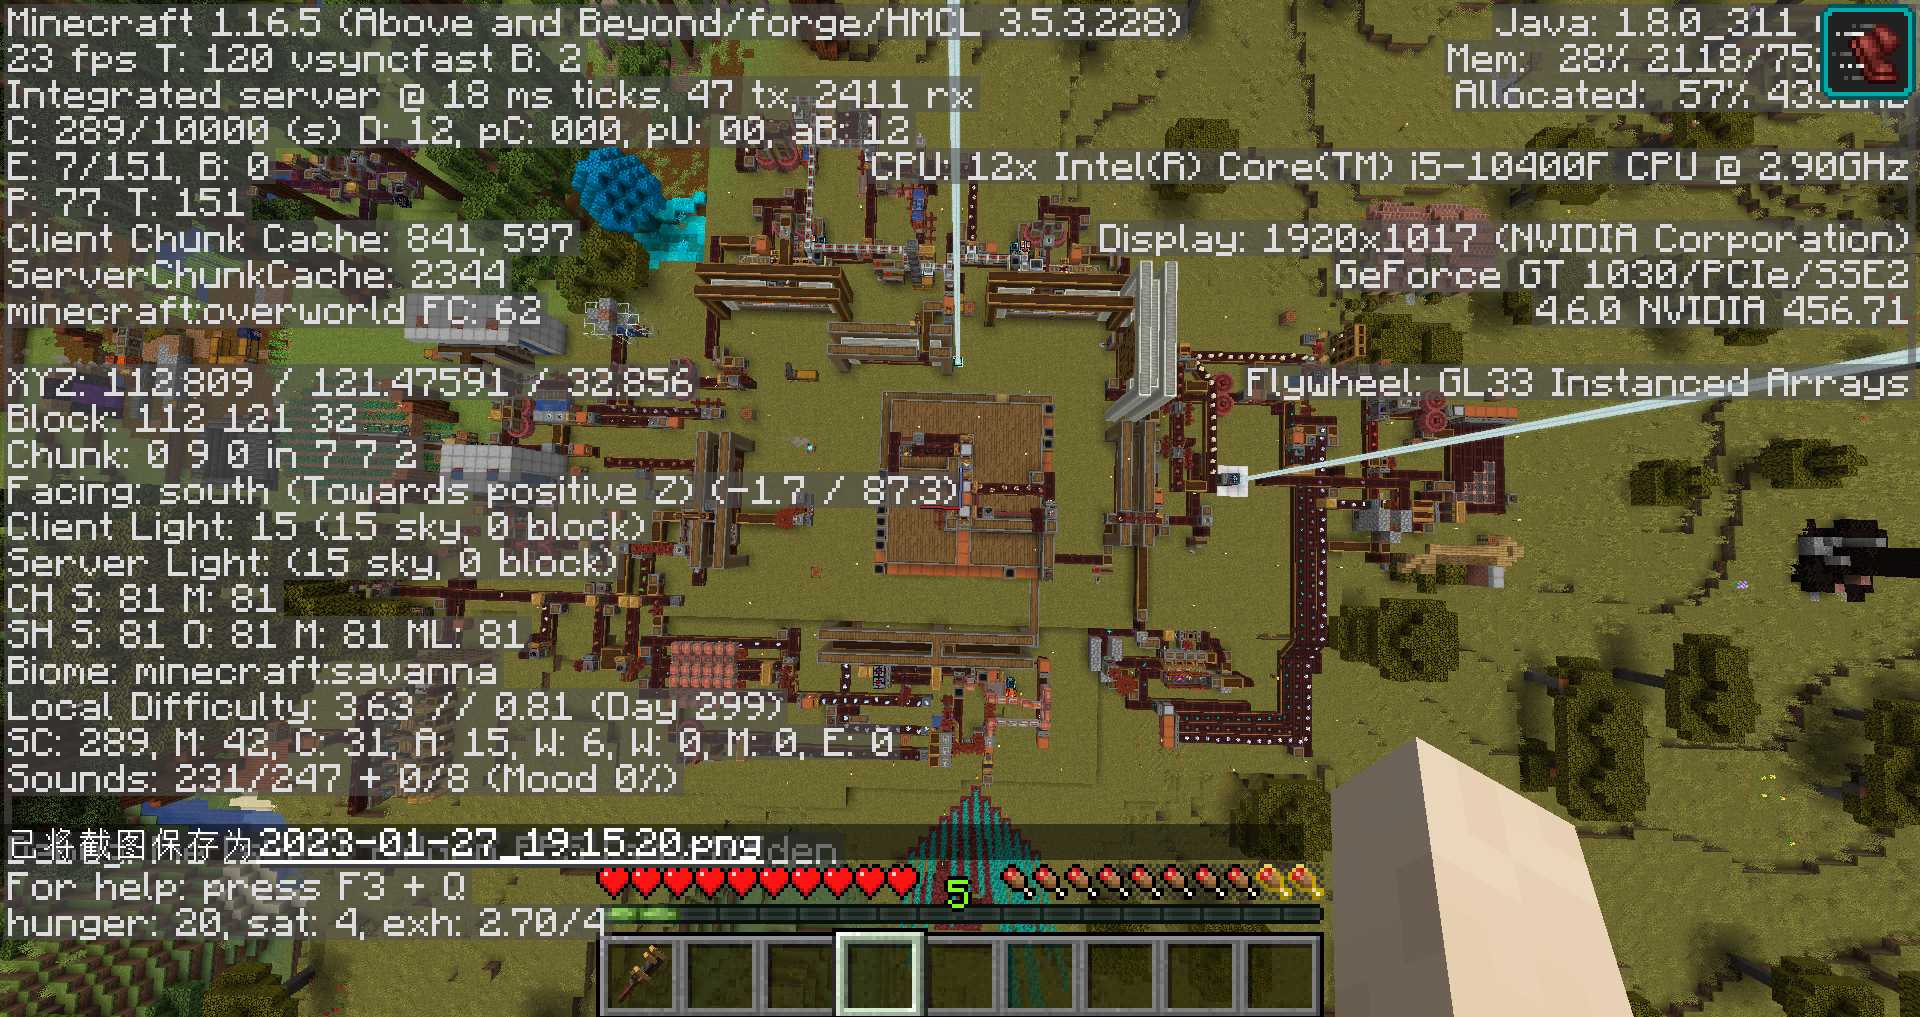 Minecraft 1.16.5 (Above and Beyond/forge/HMCL 3.5.3.228)
23 fps T: 120 vsyncfast B: 2
Integrated server @ 18 ms ticks, 47 tx, 2411 rx
C: 289/10000 (s) D: 12, pC: 000, pU: 00, aB: 12
E: 7/151, B: 0
P: 77. T: 151
Client Chunk Cache: 841, 597
ServerChunkCache: 2344
minecraft:overworld FC: 62
XYZ: 112.809 / 121.47591 / 32.856
Block: 112 121 32
Chunk: 0 9 0 in 7 7 2
Facing: south (Towards positive Z) (-1.7 / 87.3)
Client Light: 15 (15 sky, 0 block)
Server Light: (15 sky, 0 block)
CH S: 81 M: 81
SH S: 81 O: 81 M: 81 ML: 81
Biome: minecraft:savanna
Local Difficulty: 3.63 // 0.81 (Day 299)
SC: 289, M: 42, C: 31, A: 15, W: 6, W: 0, M: 0, E: 0
Sounds: 231/247 + 0/8 (Mood 0%)
已将截图保存为 2023-01-27_19.15.20.png
For help: press F3 + Q
hunger: 20, sat: 4, exh: 2.70/4
Java: 1.8.0_311
Mem: 28% 2118/75
Allocated: 57%
CPU: 12x Intel(R) Core(TM) i5-10400F CPU @ 2.90GHz
Display: 1920x1017 (NVIDIA Corporation)
GeForce GT 1030/PCIe/SSE2
4.6.0 NVIDIA 456.71
Flywheel: GL33 Instanced Arrays
5